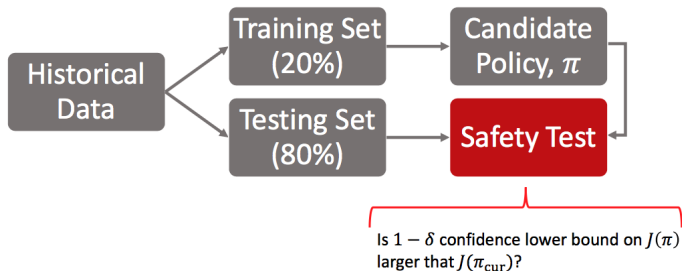 Historical
Data
Training Set
(20%)
Candidate
Policy, π
Testing Set
(80%)
Safety Test
Is 1 − δ confidence lower bound on J(π)
larger that J(π_cur)?